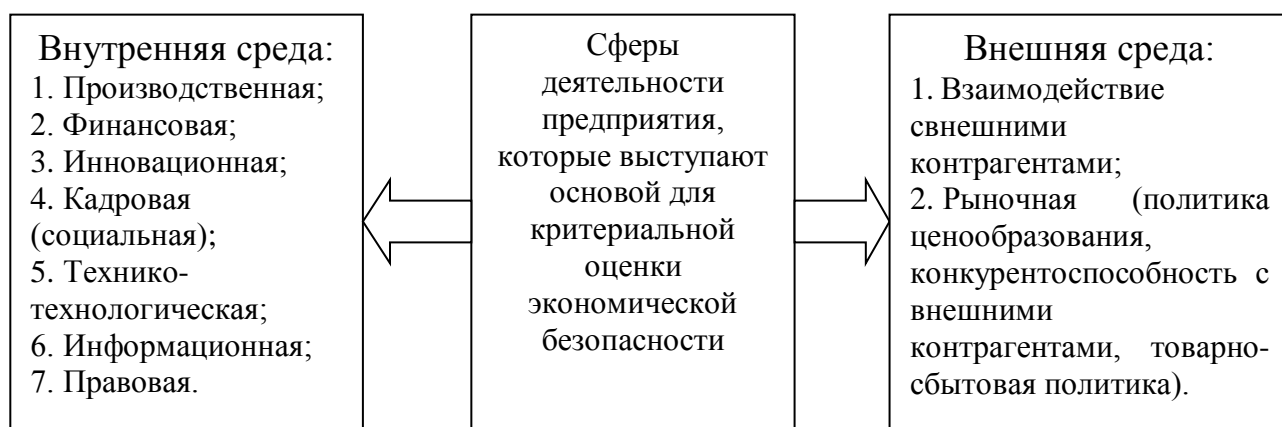 Внутренняя среда:
1. Производственная;
2. Финансовая;
3. Инновационная;
4. Кадровая
(социальная);
5. Технико-
технологическая;
6. Информационная;
7. Правовая.
Сферы
деятельности
предприятия,
которые выступают
основой для
критериальной
оценки
экономической
безопасности
Внешняя среда:
1. Взаимодействие
свнешними
контрагентами;
2. Рыночная (политика
ценообразования,
конкурентоспособность с
внешними
контрагентами, товарно-
сбытовая политика).